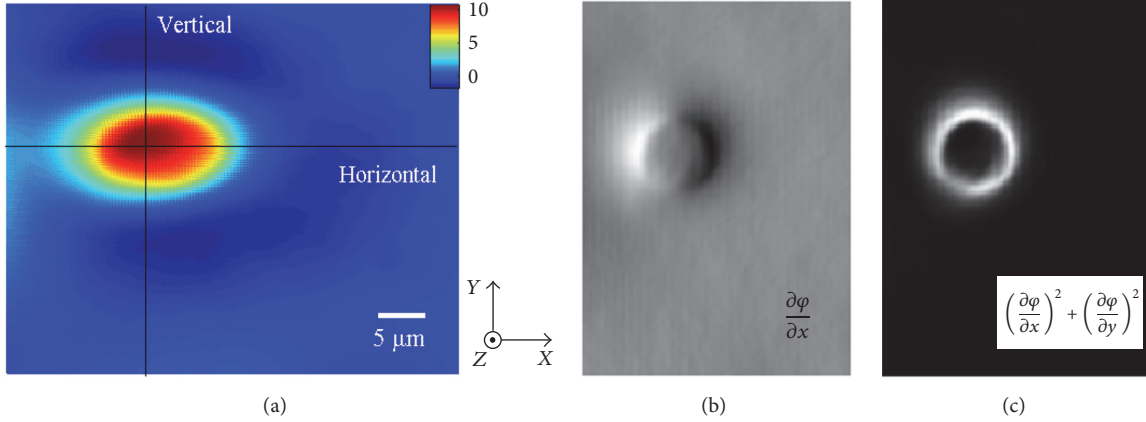 Vertical
10
5
0
Horizontal
5 μm
Y
Z
X
∂φ
∂x
(∂φ/∂x)² + (∂φ/∂y)²
(a)
(b)
(c)